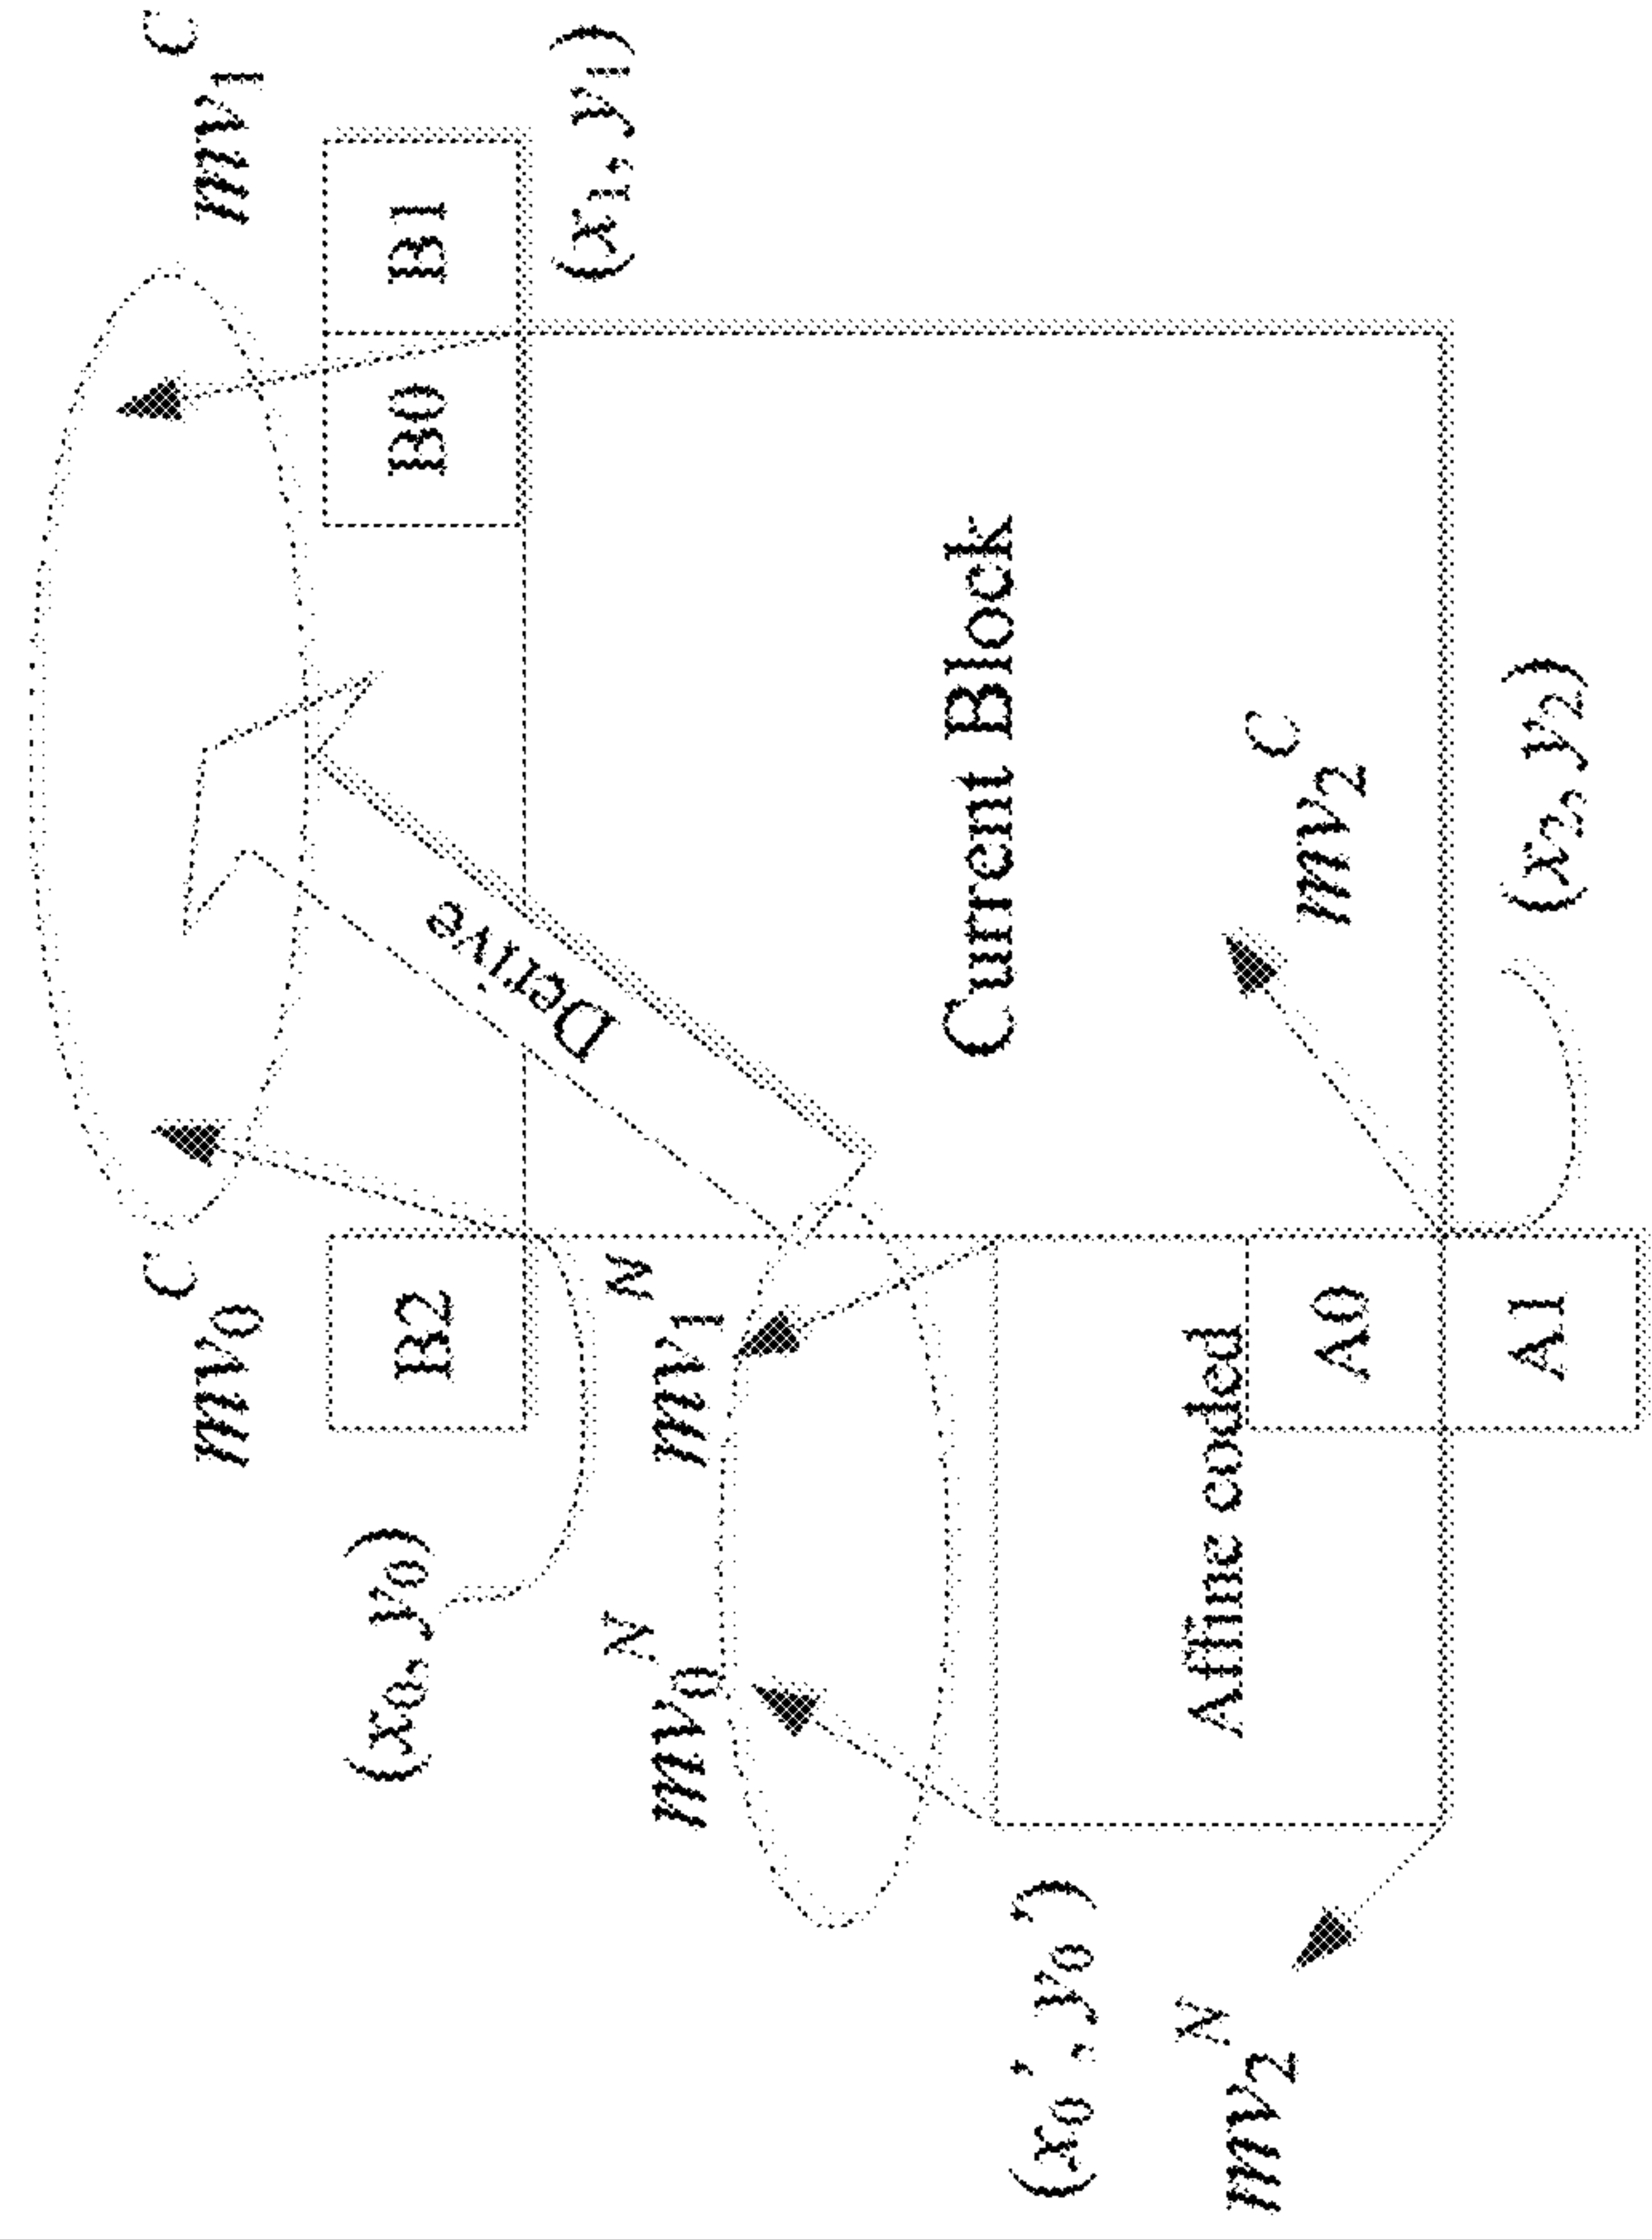 mv₀ᶜ
mv₁ᶜ
(x₀, y₀)
B2
B0
B1
Derive
(x₁, y₁)
mv₀ᴺ
mv₁ᴺ
Current Block
(x₀', y₀')
Affine coded
mv₂ᴺ
A0
mv₂ᶜ
A1
(x₂, y₂)